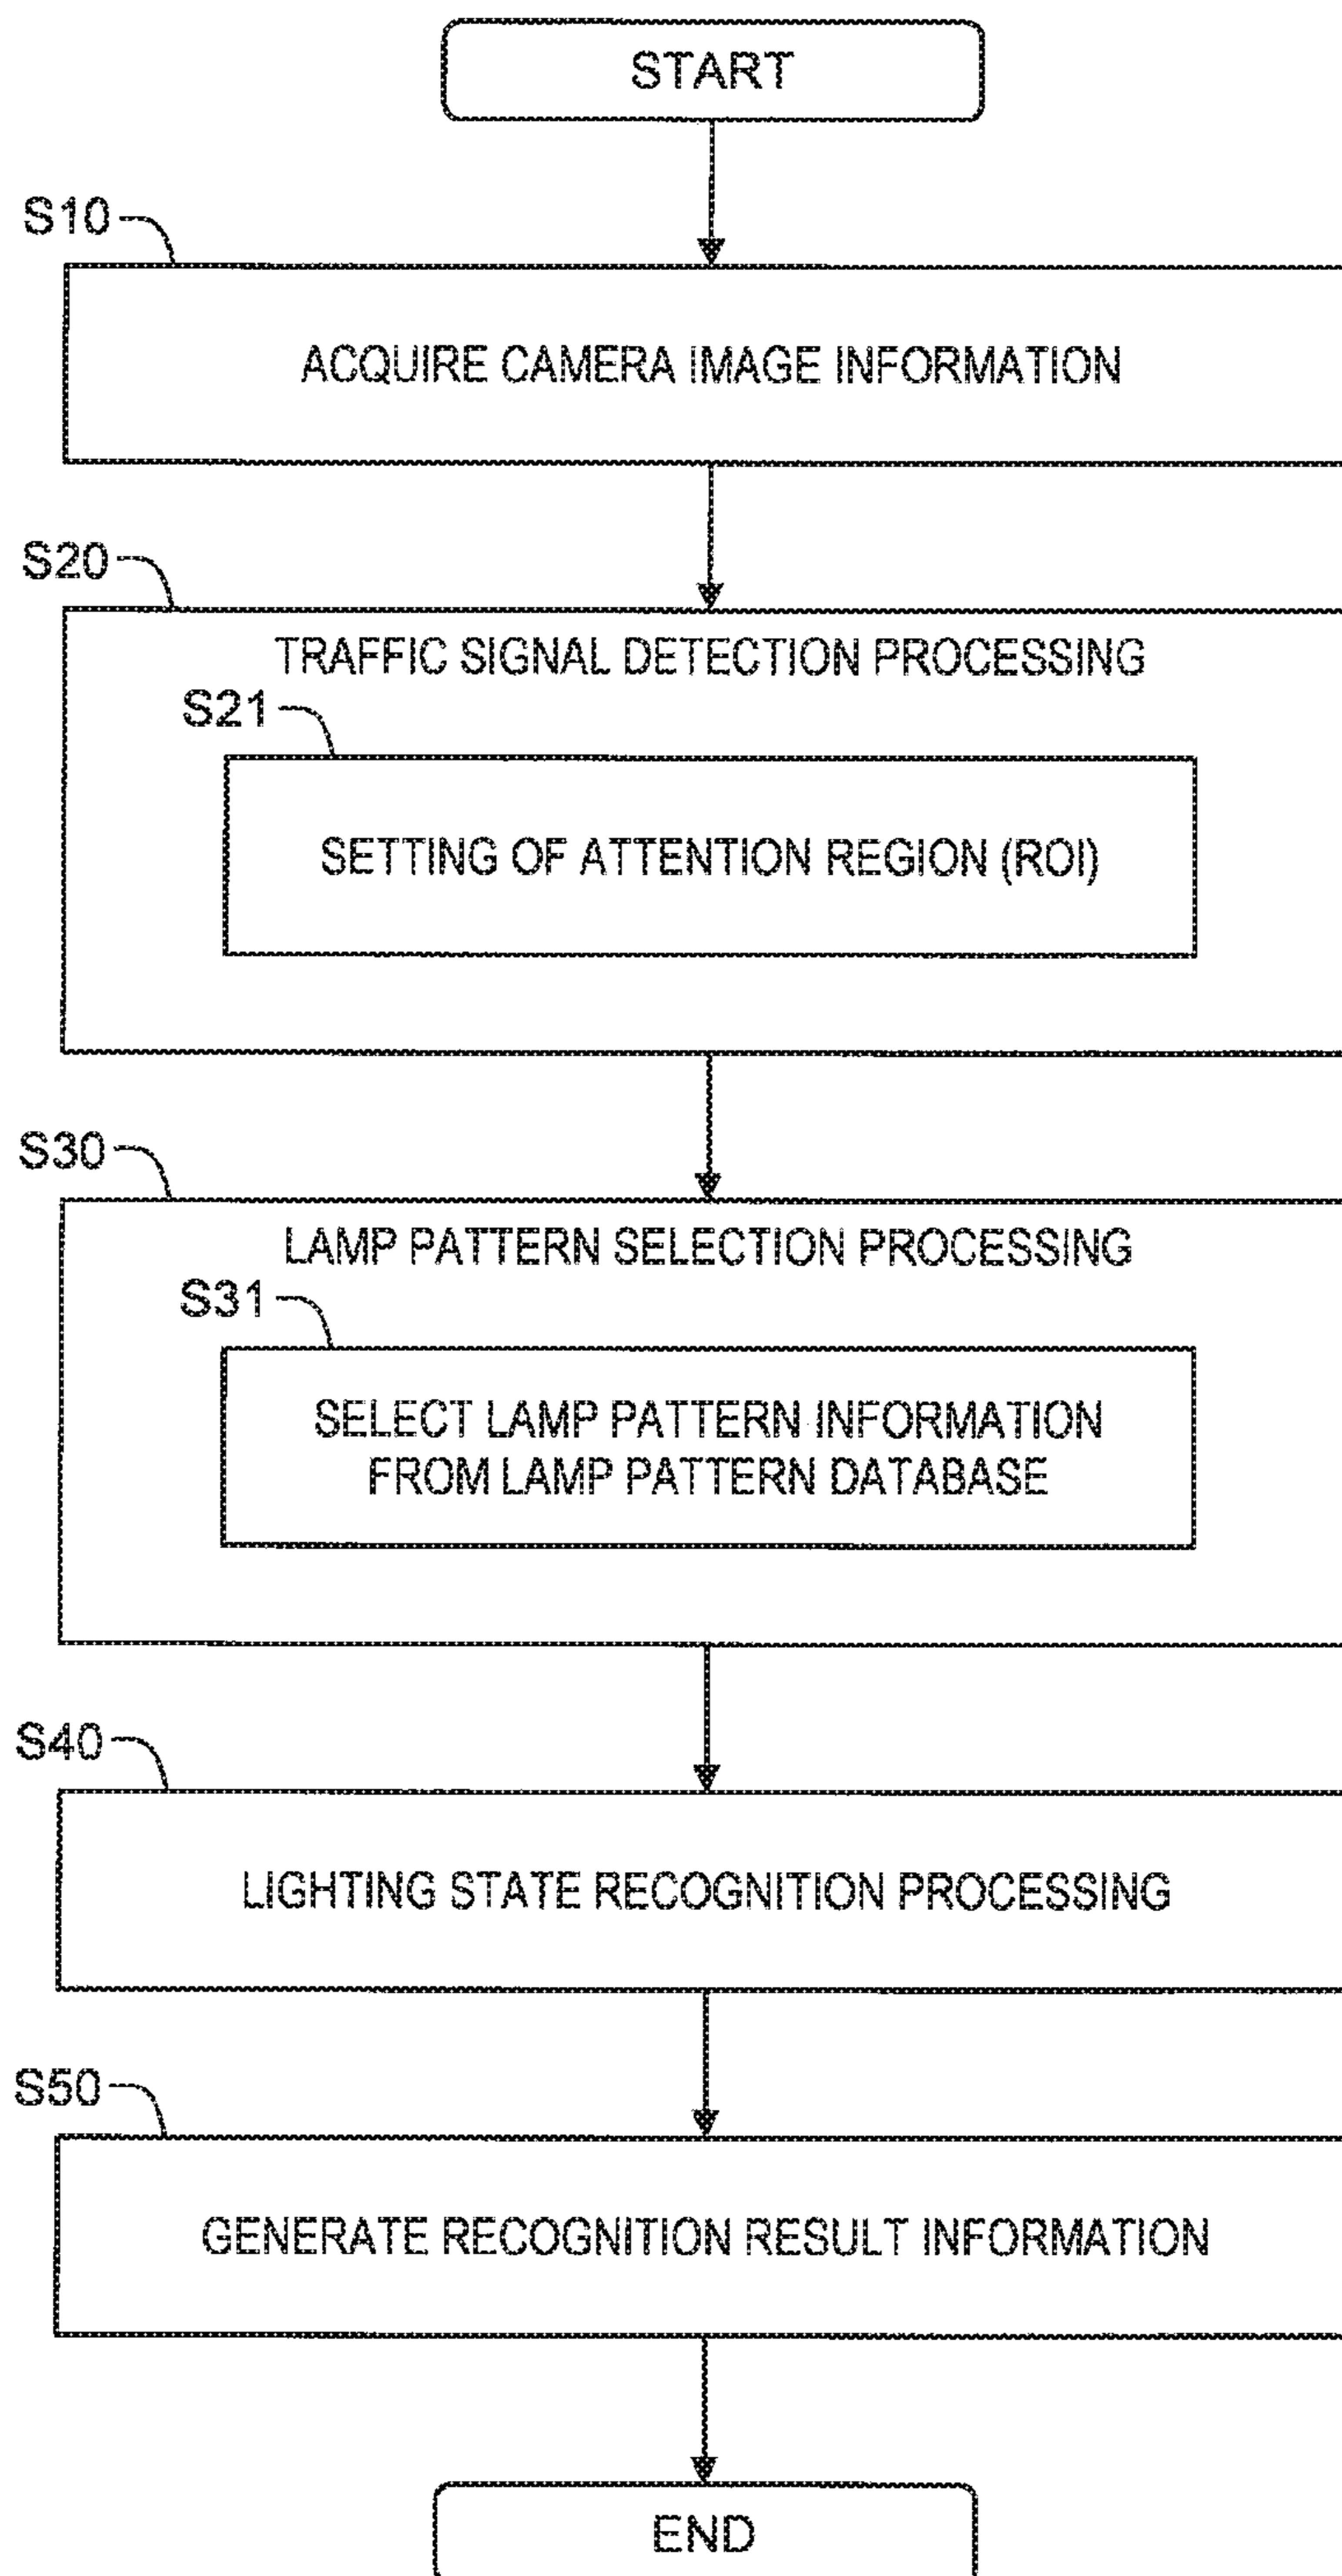 START
S10
ACQUIRE CAMERA IMAGE INFORMATION
S20
TRAFFIC SIGNAL DETECTION PROCESSING
S21
SETTING OF ATTENTION REGION (ROI)
S30
LAMP PATTERN SELECTION PROCESSING
S31
SELECT LAMP PATTERN INFORMATION
FROM LAMP PATTERN DATABASE
S40
LIGHTING STATE RECOGNITION PROCESSING
S50
GENERATE RECOGNITION RESULT INFORMATION
END